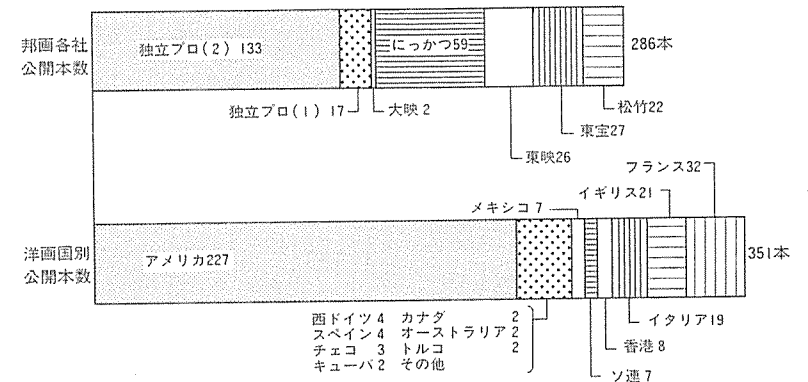 邦画各社
公開本数
独立プロ(2) 133
にっかつ59
286本
独立プロ(1) 17
大映 2
松竹22
東宝27
東映26
フランス32
イギリス21
メキシコ 7
洋画国別
公開本数
アメリカ227
351本
西ドイツ 4 カナダ 2
スペイン 4 オーストラリア 2
チェコ 3 トルコ 2
キューバ 2 その他
イタリア19
香港 8
ソ連 7